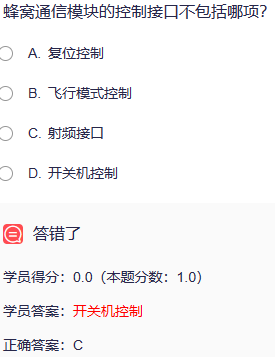 蜂窝通信模块的控制接口不包括哪项？
A. 复位控制
B. 飞行模式控制
C. 射频接口
D. 开关机控制
答错了
学员得分：0.0（本题分数：1.0）
学员答案：开关机控制
正确答案：C